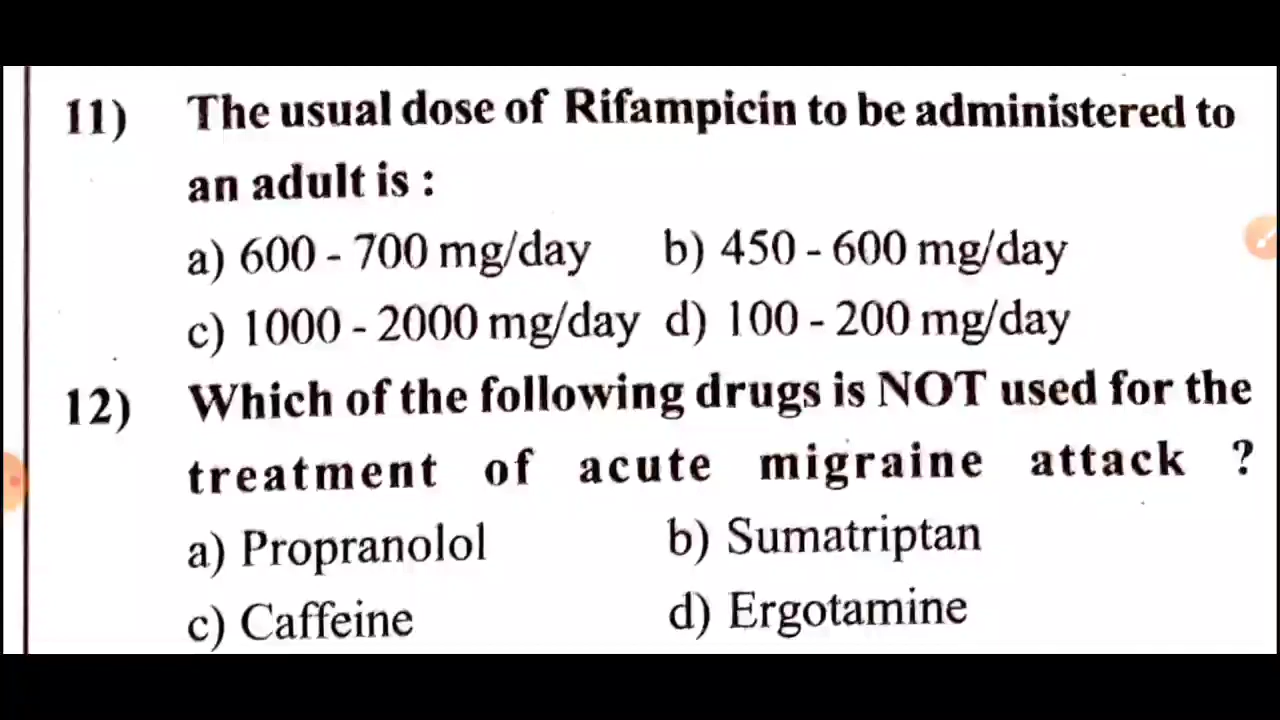 11) The usual dose of Rifampicin to be administered to
an adult is :
a) 600 - 700 mg/day b) 450 - 600 mg/day
c) 1000 - 2000 mg/day d) 100 - 200 mg/day
12) Which of the following drugs is NOT used for the
treatment of acute migraine attack ?
a) Propranolol b) Sumatriptan
c) Caffeine d) Ergotamine